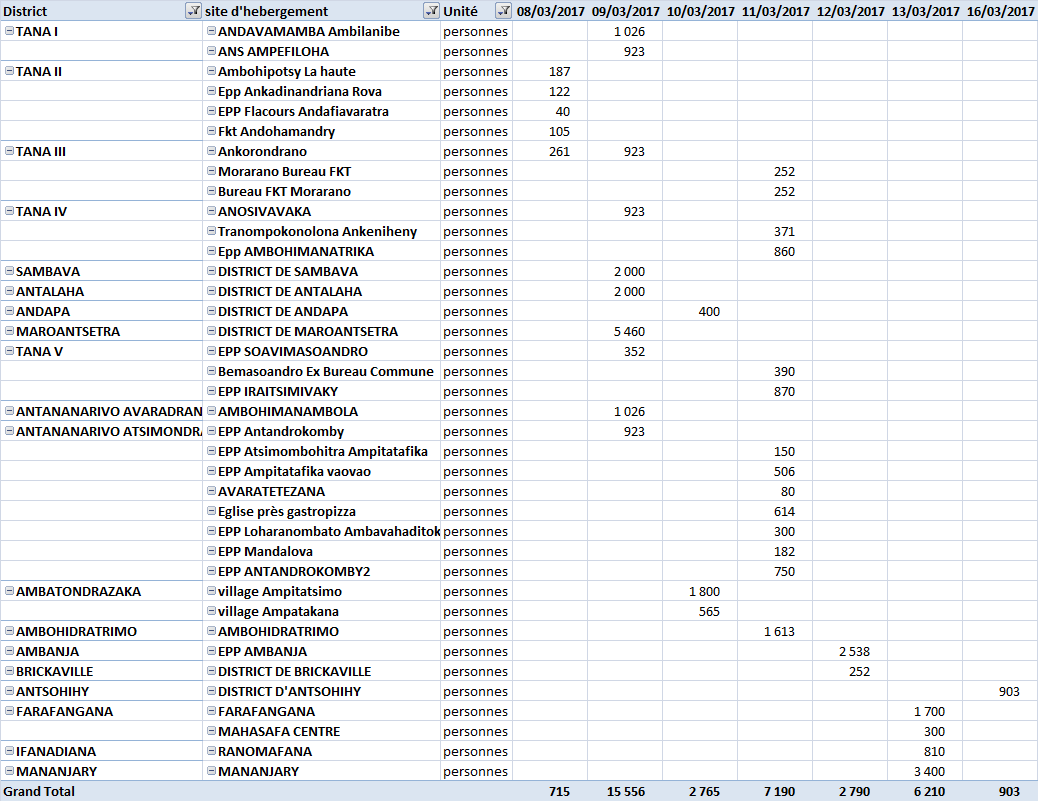 District site d'hebergement Unité 08/03/2017 09/03/2017 10/03/2017 11/03/2017 12/03/2017 13/03/2017 16/03/2017
TANA I ANDAVAMAMBA Ambilanibe personnes 1 026
ANS AMPEFILOHA personnes 923
TANA II Ambohipotsy La haute personnes 187
Epp Ankadinandriana Rova personnes 122
EPP Flacours Andafiavaratra personnes 40
Fkt Andohamandry personnes 105
TANA III Ankorondrano personnes 261 923
Morarano Bureau FKT personnes 252
Bureau FKT Morarano personnes 252
TANA IV ANOSIVAVAKA personnes 923
Tranompokonolona Ankeniheny personnes 371
Epp AMBOHIMANATRIKA personnes 860
SAMBAVA DISTRICT DE SAMBAVA personnes 2 000
ANTALAHA DISTRICT DE ANTALAHA personnes 2 000
ANDAPA DISTRICT DE ANDAPA personnes 400
MAROANTSETRA DISTRICT DE MAROANTSETRA personnes 5 460
TANA V EPP SOAVIMASOANDRO personnes 352
Bemasoandro Ex Bureau Commune personnes 390
EPP IRAITSIMIVAKY personnes 870
ANTANANARIVO AVARADRAN AMBOHIMANAMBOLA personnes 1 026
ANTANANARIVO ATSIMONDRA EPP Antandrokomby personnes 923
EPP Atsimombohitra Ampitatafika personnes 150
EPP Ampitatafika vaovao personnes 506
AVARATETEZANA personnes 80
Eglise près gastropizza personnes 614
EPP Loharanombato Ambavahaditok personnes 300
EPP Mandalova personnes 182
EPP ANTANDROKOMBY2 personnes 750
AMBATONDRAZAKA village Ampitatsimo personnes 1 800
village Ampatakana personnes 565
AMBOHIDRATRIMO AMBOHIDRATRIMO personnes 1 613
AMBANJA EPP AMBANJA personnes 2 538
BRICKAVILLE DISTRICT DE BRICKAVILLE personnes 252
ANTSOHIHY DISTRICT D'ANTSOHIHY personnes 903
FARAFANGANA FARAFANGANA personnes 1 700
MAHASAFA CENTRE personnes 300
IFANADIANA RANOMAFANA personnes 810
MANANJARY MANANJARY personnes 3 400
Grand Total 715 15 556 2 765 7 190 2 790 6 210 903